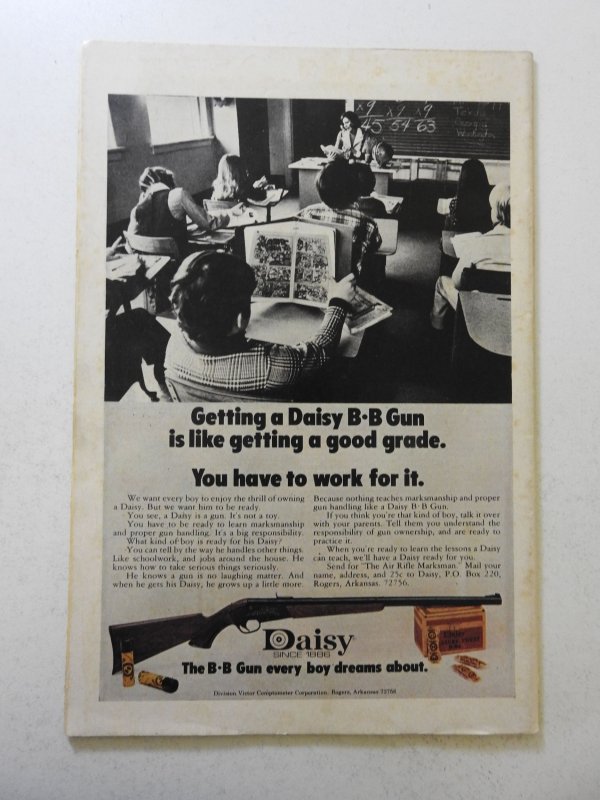 x9 x9 x9
45 54 63
Texas
Getting a Daisy B·B Gun
is like getting a good grade.
You have to work for it.
We want every boy to enjoy the thrill of owning
a Daisy. But we want him to be ready.
You see, a Daisy is a gun. It's not a toy.
You have to be ready to learn marksmanship
and proper gun handling. It's a big responsibility.
What kind of boy is ready for his Daisy?
You can tell by the way he handles other things.
Like schoolwork, and jobs around the house. He
knows how to take serious things seriously.
He knows a gun is no laughing matter. And
when he gets his Daisy, he grows up a little more.
Because nothing teaches marksmanship and proper
gun handling like a Daisy B·B Gun.
If you think you're that kind of boy, talk it over
with your parents. Tell them you understand the
responsibility of gun ownership, and are ready to
practice it.
When you're ready to learn the lessons a Daisy
can teach, we'll have a Daisy ready for you.
Send for "The Air Rifle Marksman." Mail your
name, address, and 25¢ to Daisy, P.O. Box 220,
Rogers, Arkansas. 72756.
Daisy
SINCE 1886
The B·B Gun every boy dreams about.
Division Victor Comptometer Corporation. Rogers, Arkansas 72756